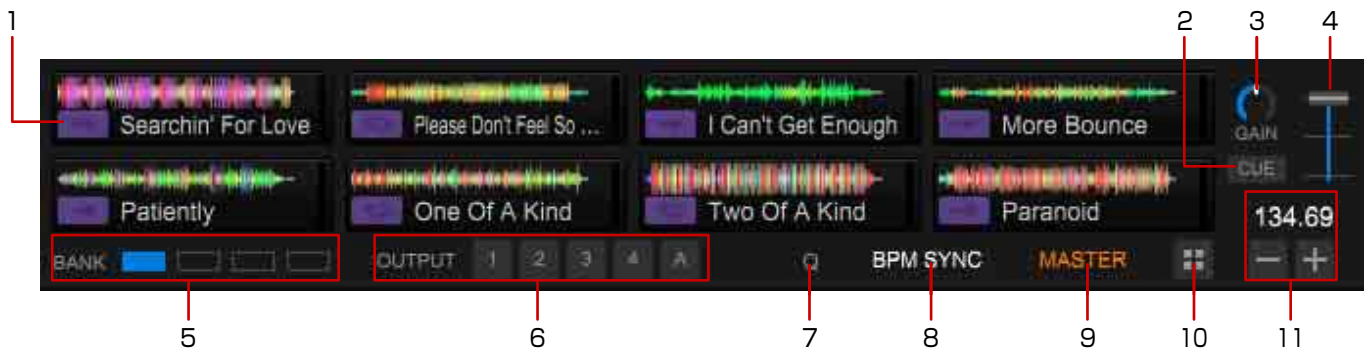 1
2
3
4
Searchin' For Love
Please Don't Feel So ...
I Can't Get Enough
More Bounce
GAIN
Patiently
One Of A Kind
Two Of A Kind
Paranoid
CUE
134.69
BANK
OUTPUT 1 2 3 4 A
Q
BPM SYNC
MASTER
− +
5
6
7
8
9
10
11